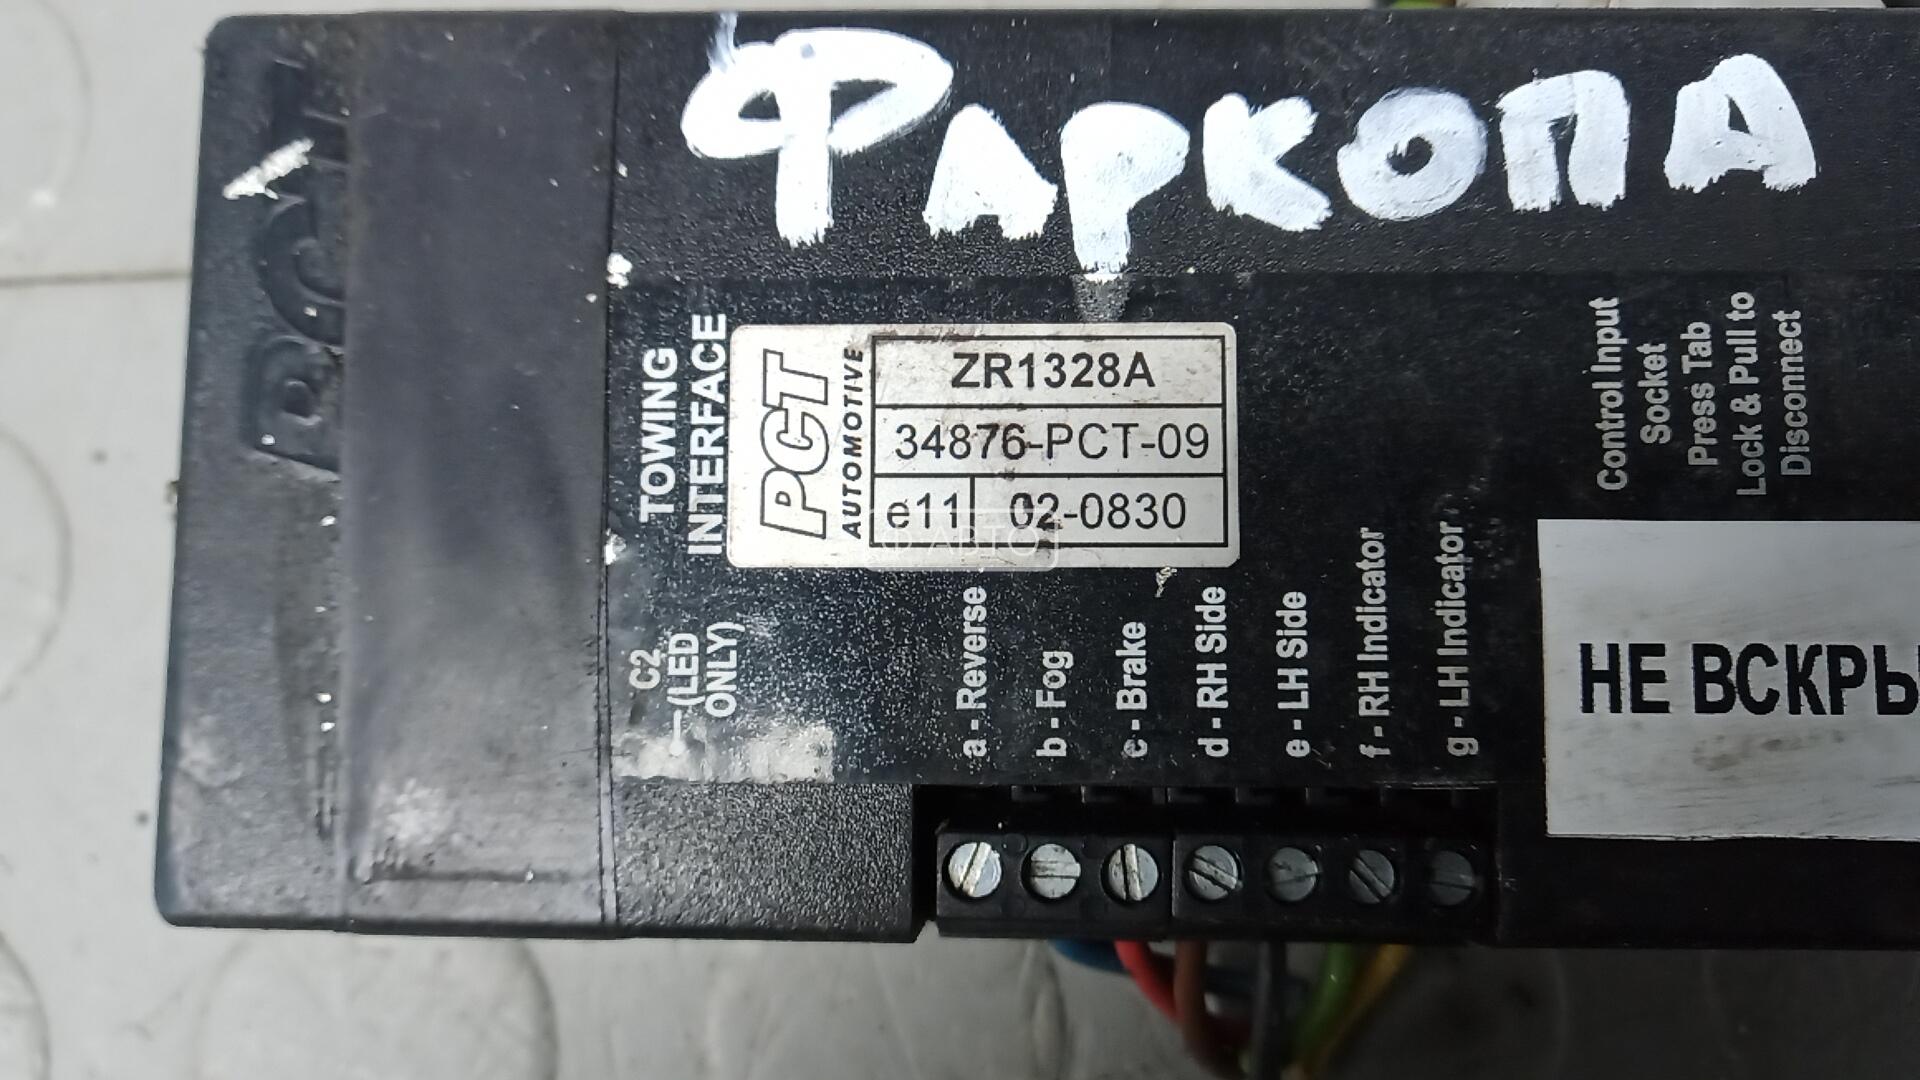 ФАРКОПА
PCT
TOWING
INTERFACE
PCT
AUTOMOTIVE
ZR1328A
34876-PCT-09
e11 02-0830
C2
(LED
ONLY)
a - Reverse
b - Fog
c - Brake
d - RH Side
e - LH Side
f - RH Indicator
g - LH Indicator
Control Input
Socket
Press Tab
Lock & Pull to
Disconnect
НЕ ВСКРЫ